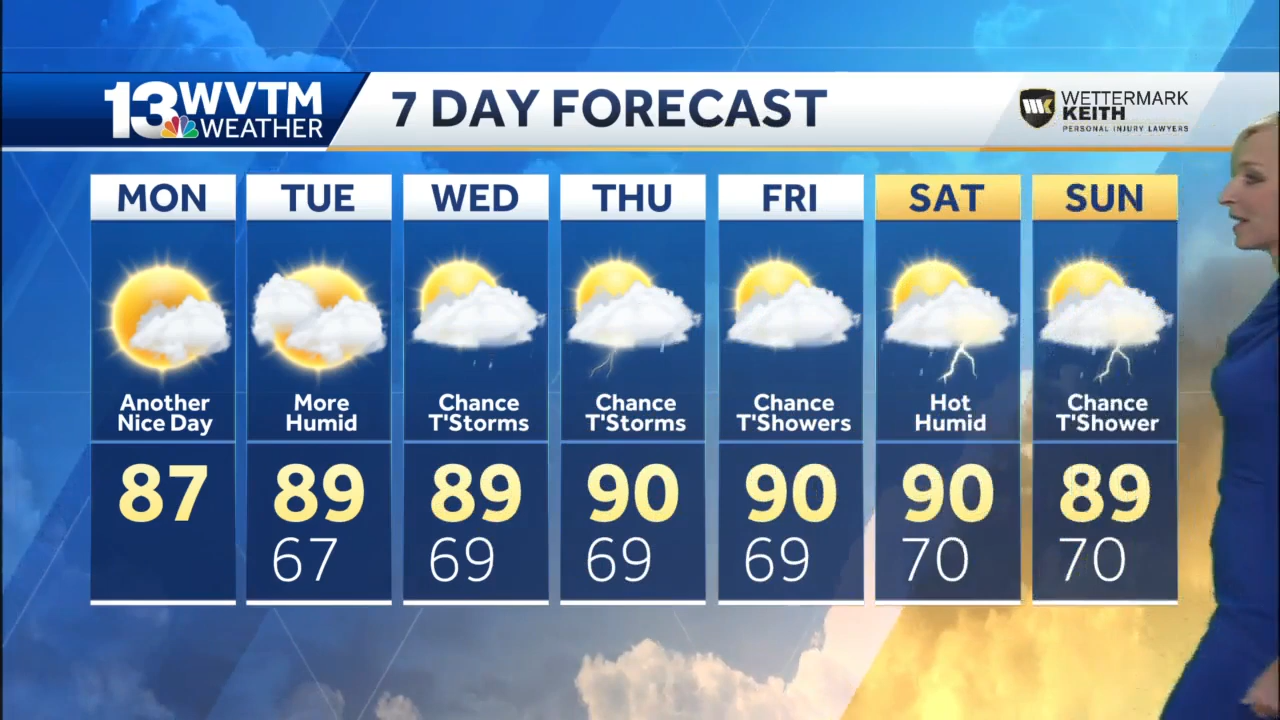 13 WVTM
WEATHER
7 DAY FORECAST
WETTERMARK
KEITH
PERSONAL INJURY LAWYERS
MON TUE WED THU FRI SAT SUN
Another More Chance Chance Chance Hot Chance
Nice Day Humid T'Storms T'Storms T'Showers Humid T'Shower
87 89 89 90 90 90 89
67 69 69 69 70 70